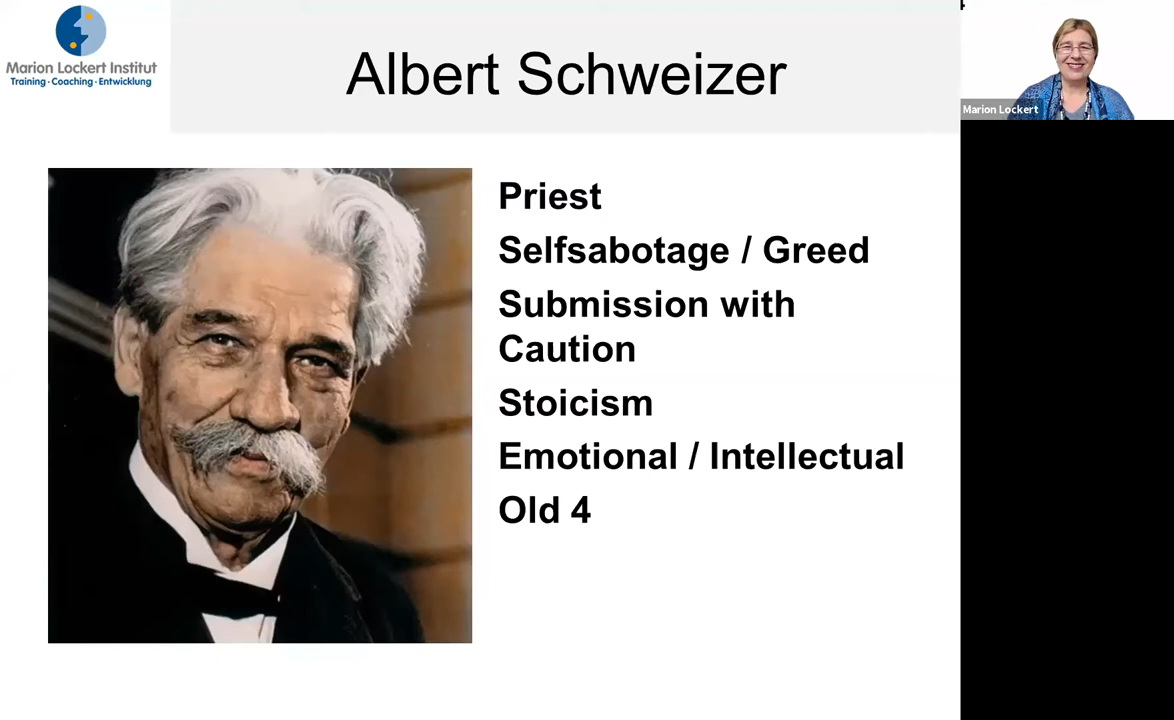 Marion Lockert Institut
Training · Coaching · Entwicklung
Albert Schweizer
Marion Lockert
Priest
Selfsabotage / Greed
Submission with
Caution
Stoicism
Emotional / Intellectual
Old 4